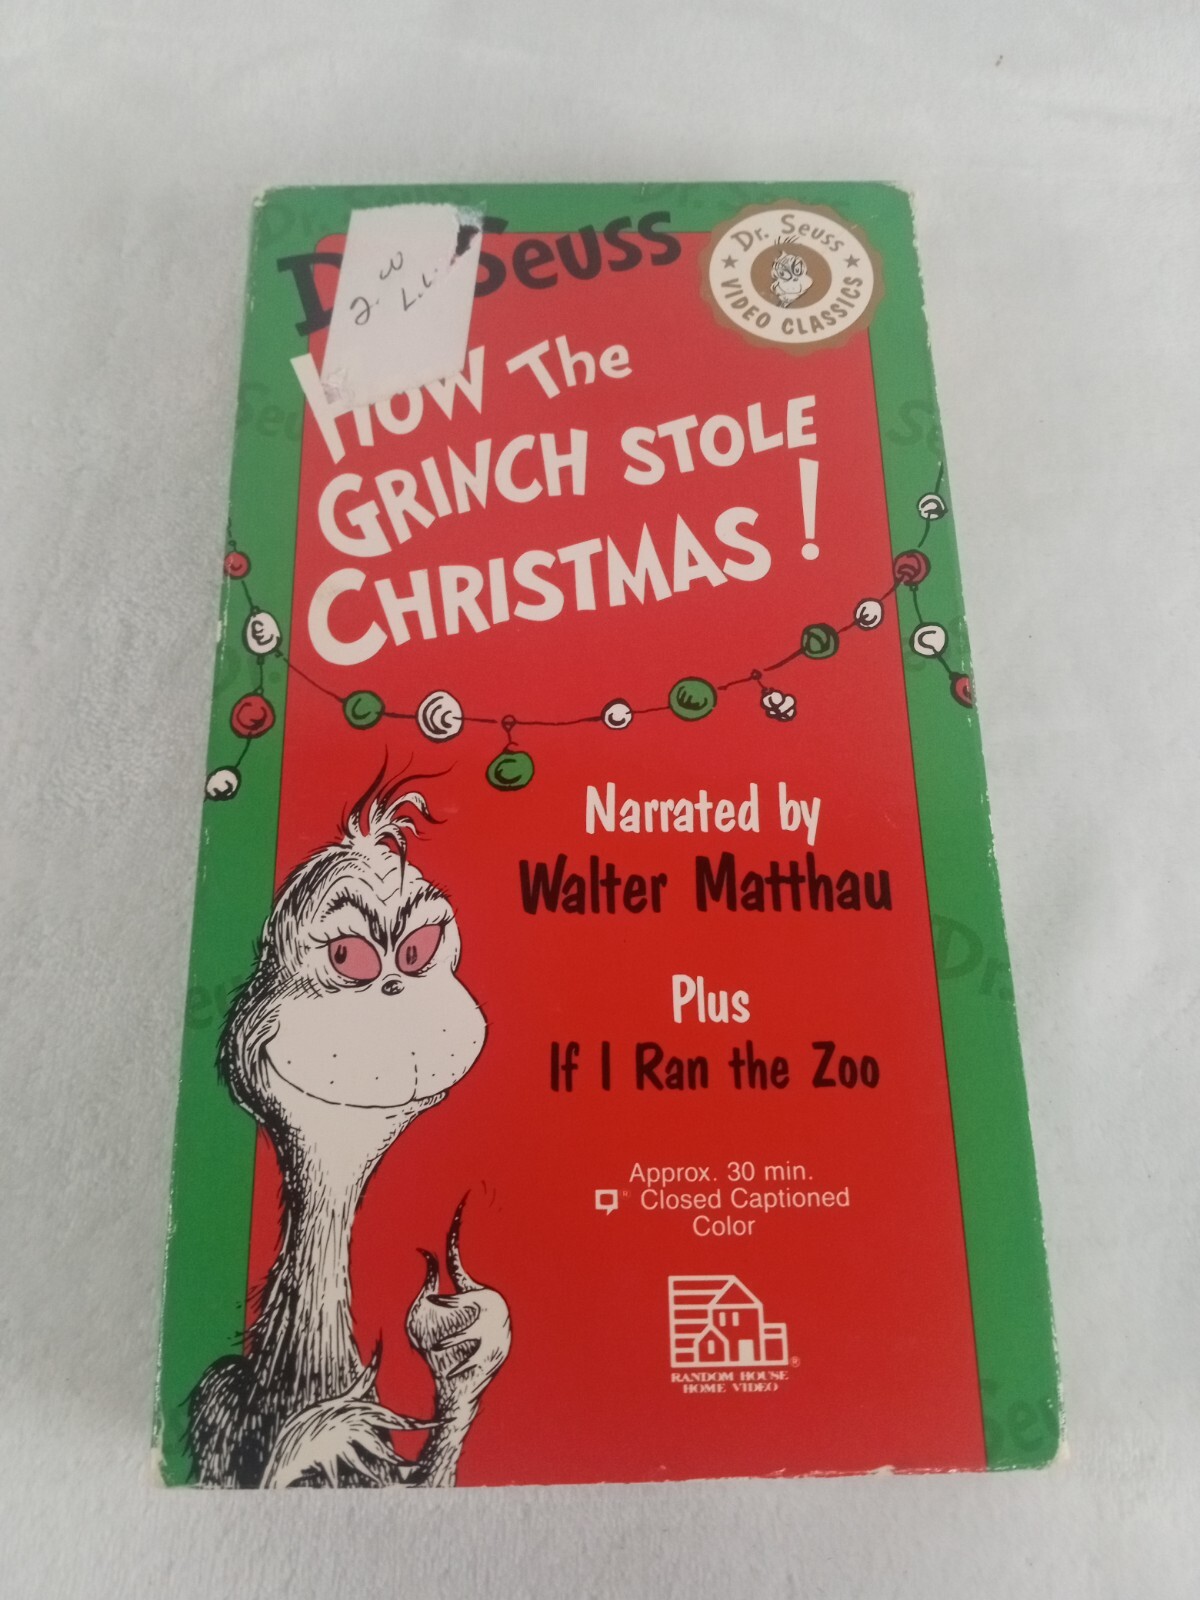 Dr. Seuss
Dr. Seuss
VIDEO CLASSICS
HOW The
GRINCH STOLE
CHRISTMAS!
Narrated by
Walter Matthau
Plus
If I Ran the Zoo
Approx. 30 min.
Closed Captioned
Color
RANDOM HOUSE
HOME VIDEO